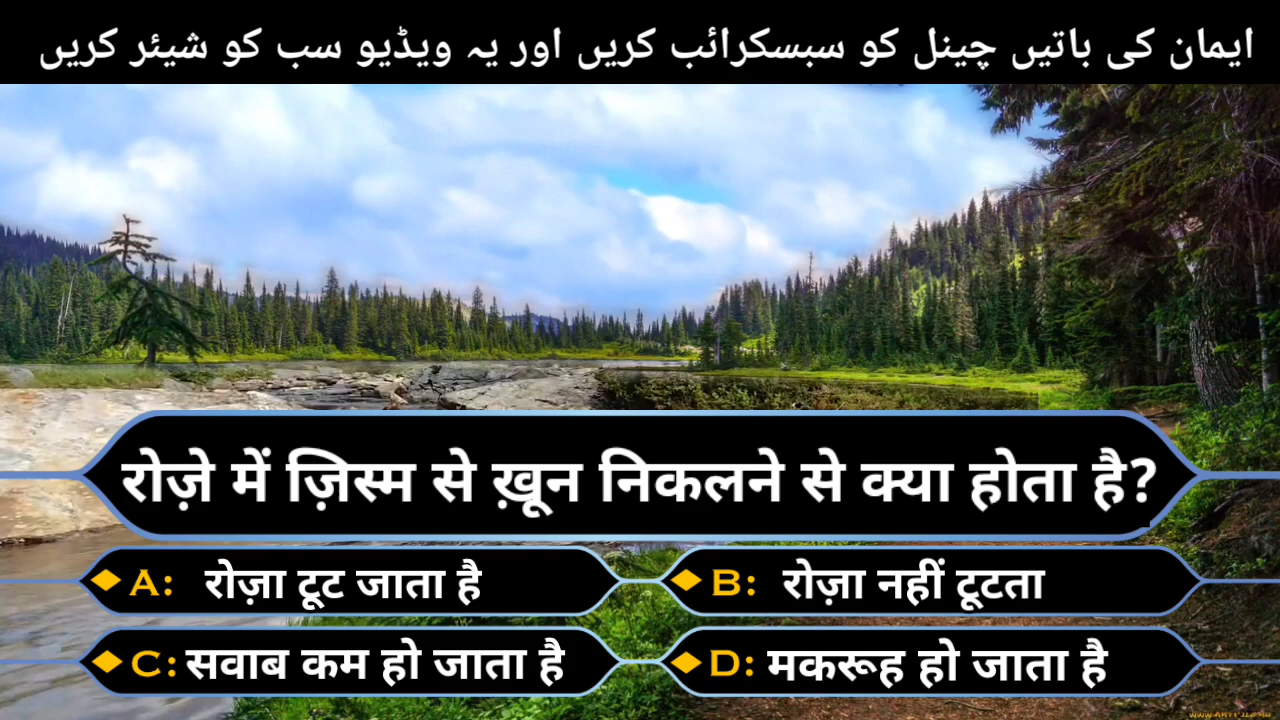 ایمان کی باتیں چینل کو سبسکرائب کریں اور یہ ویڈیو سب کو شیئر کریں
रोज़े में ज़िस्म से ख़ून निकलने से क्या होता है?
A: रोज़ा टूट जाता है
B: रोज़ा नहीं टूटता
C: सवाब कम हो जाता है
D: मकरूह हो जाता है